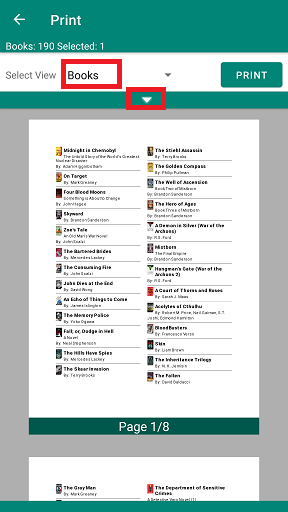 Print
Books: 190 Selected: 1
Select View
Books
PRINT
Midnight in Chernobyl
The Untold Story of the World's Greatest
Nuclear Disaster
By: Adam Higginbotham
On Target
By: Mark Greaney
Four Blood Moons
Something is About to Change
By: John Hagee
Skyward
By: Brandon Sanderson
Zoe's Tale
An Old Man's War Novel
By: John Scalzi
The Bartered Brides
By: Mercedes Lackey
The Consuming Fire
By: John Scalzi
John Dies at the End
By: David Wong
An Echo of Things to Come
By: James Islington
The Memory Police
By: Yoko Ogawa
Fall; or, Dodge in Hell
A Novel
By: Neal Stephenson
The Hills Have Spies
By: Mercedes Lackey
The Skaar Invasion
By: Terry Brooks
The Stiehl Assassin
By: Terry Brooks
The Golden Compass
By: Philip Pullman
The Well of Ascension
Book Two of Mistborn
By: Brandon Sanderson
The Hero of Ages
Book Three of Mistborn
By: Brandon Sanderson
A Demon in Silver (War of the
Archons)
By: R.S. Ford
Mistborn
The Final Empire
By: Brandon Sanderson
Hangman's Gate (War of the
Archons 2)
By: R.S. Ford
A Court of Thorns and Roses
By: Sarah J. Maas
Acolytes of Cthulhu
By: Robert M. Price, Neil Gaiman, S.T.
Joshi, Edmond Hamilton
BloodBusters
By: Francesco Verso
Skin
By: Liam Brown
The Inheritance Trilogy
By: N. K. Jemisin
The Fallen
By: David Baldacci
Page 1/8
The Gray Man
By: Mark Greaney
The Department of Sensitive
Crimes
A Detective Varg Novel (1)